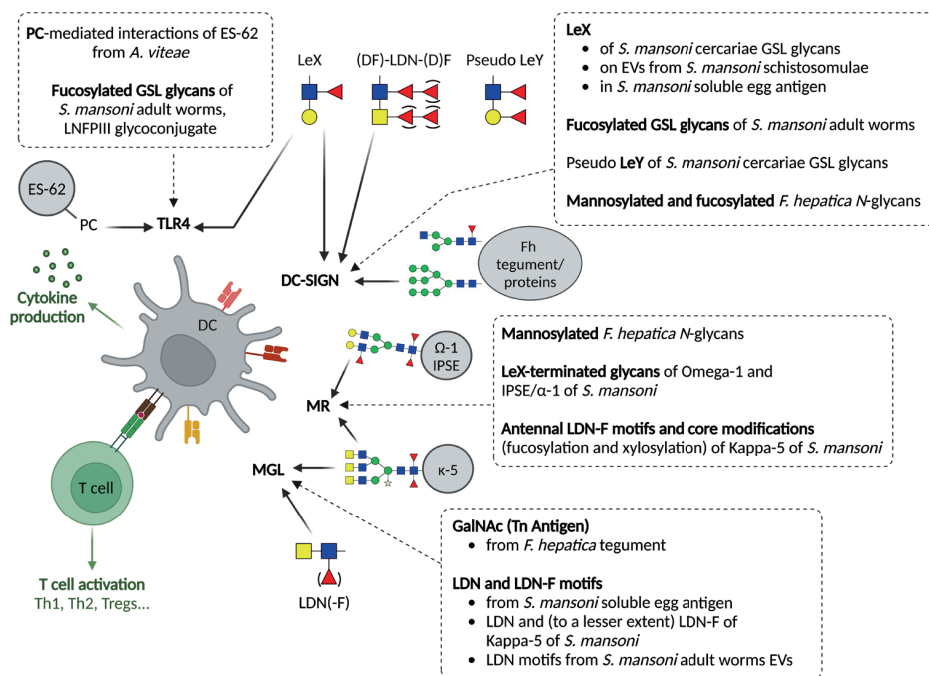 PC-mediated interactions of ES-62
from A. viteae
Fucosylated GSL glycans of
S. mansoni adult worms,
LNFPIII glycoconjugate
LeX
(DF)-LDN-(D)F
Pseudo LeY
LeX
• of S. mansoni cercariae GSL glycans
• on EVs from S. mansoni schistosomulae
• in S. mansoni soluble egg antigen
Fucosylated GSL glycans of S. mansoni adult worms
Pseudo LeY of S. mansoni cercariae GSL glycans
Mannosylated and fucosylated F. hepatica N-glycans
ES-62
PC
TLR4
DC-SIGN
Fh
tegument/
proteins
Cytokine
production
DC
Ω-1
IPSE
MR
Mannosylated F. hepatica N-glycans
LeX-terminated glycans of Omega-1 and
IPSE/α-1 of S. mansoni
Antennal LDN-F motifs and core modifications
(fucosylation and xylosylation) of Kappa-5 of S. mansoni
MGL
κ-5
T cell
T cell activation
Th1, Th2, Tregs...
( )
LDN(-F)
GalNAc (Tn Antigen)
• from F. hepatica tegument
LDN and LDN-F motifs
• from S. mansoni soluble egg antigen
• LDN and (to a lesser extent) LDN-F of
Kappa-5 of S. mansoni
• LDN motifs from S. mansoni adult worms EVs